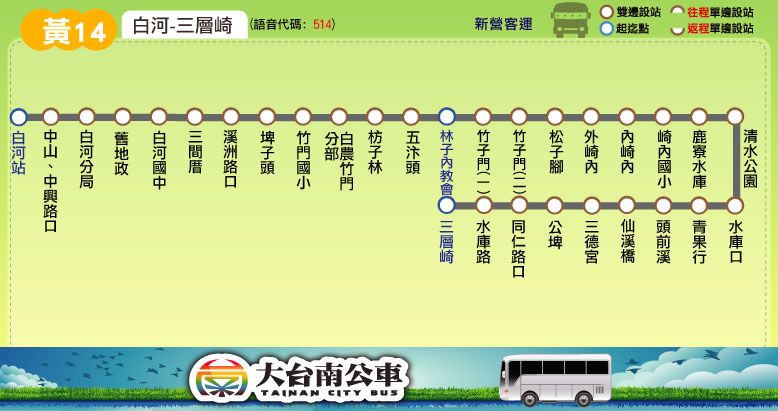 黃14
白河-三層崎
(語音代碼：514)
新營客運
雙邊設站
起迄點
往程單邊設站
返程單邊設站
白河站
中山、中興路口
白河分局
舊地政
白河國中
三間厝
溪洲路口
埤子頭
竹門國小
白農竹門分部
枋子林
五汴頭
林子內教會
竹子門(一)
竹子門(二)
松子腳
外崎內
內崎內
崎內國小
鹿寮水庫
清水公園
水庫口
青果行
頭前溪
仙溪橋
三德宮
公埤
同仁路口
水庫路
三層崎
大台南公車
TAINAN CITY BUS